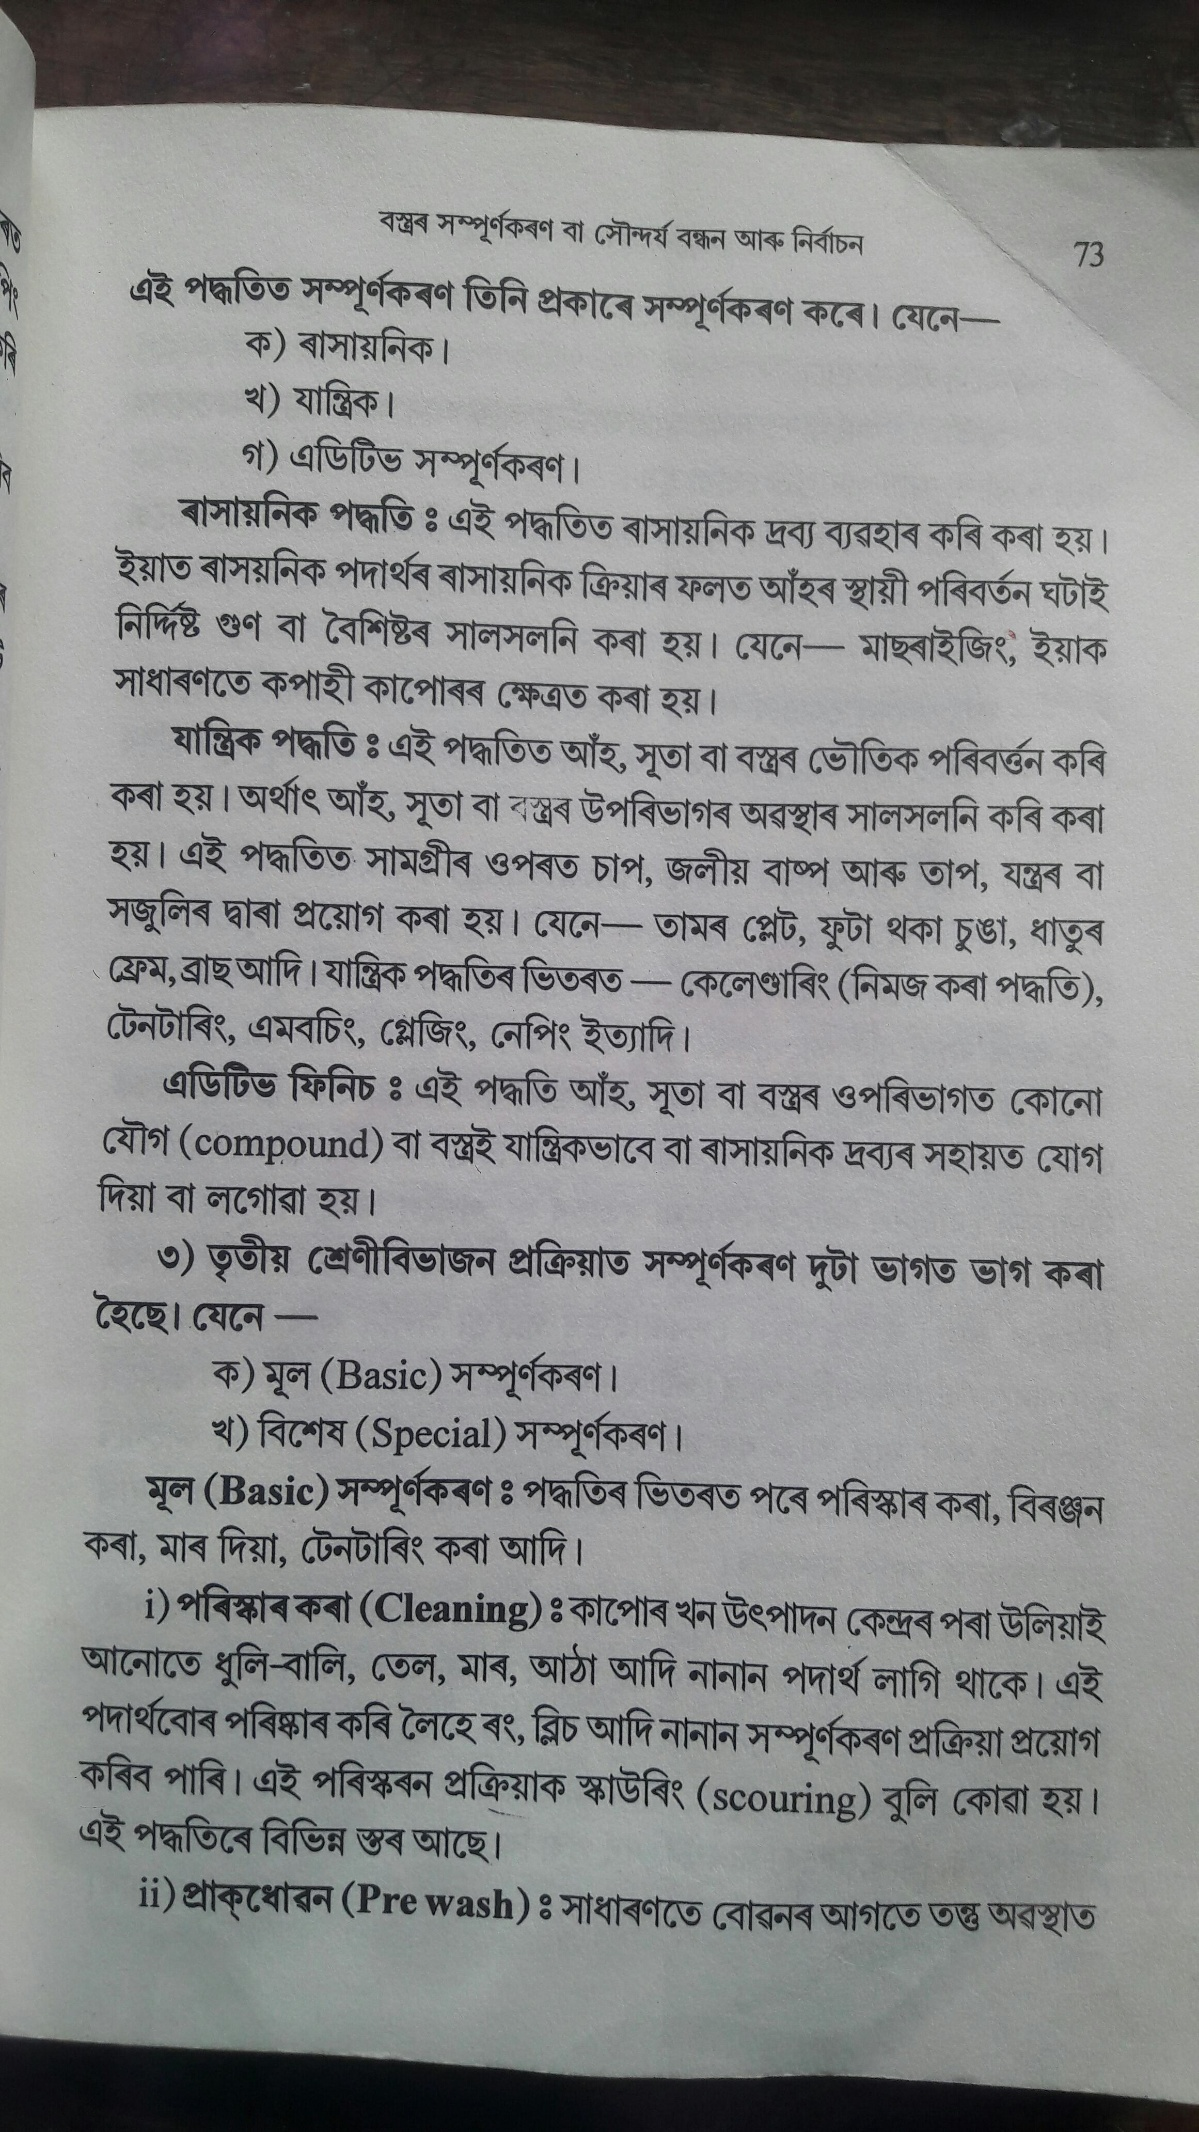 বস্ত্ৰৰ সম্পূৰ্ণকৰণ বা সৌন্দৰ্য বন্ধন আৰু নিৰ্বাচন
73
এই পদ্ধতিত সম্পূৰ্ণকৰণ তিনি প্ৰকাৰে সম্পূৰ্ণকৰণ কৰে। যেনে—
ক) ৰাসায়নিক।
খ) যান্ত্ৰিক।
গ) এডিটিভ সম্পূৰ্ণকৰণ।
ৰাসায়নিক পদ্ধতি ঃ এই পদ্ধতিত ৰাসায়নিক দ্ৰব্য ব্যৱহাৰ কৰি কৰা হয়।
ইয়াত ৰাসয়নিক পদাৰ্থৰ ৰাসায়নিক ক্ৰিয়াৰ ফলত আঁহৰ স্থায়ী পৰিবৰ্তন ঘটাই
নিৰ্দ্দিষ্ট গুণ বা বৈশিষ্টৰ সালসলনি কৰা হয়। যেনে— মাছৰাইজিং, ইয়াক
সাধাৰণতে কপাহী কাপোৰৰ ক্ষেত্ৰত কৰা হয়।
যান্ত্ৰিক পদ্ধতি ঃ এই পদ্ধতিত আঁহ, সূতা বা বস্ত্ৰৰ ভৌতিক পৰিবৰ্ত্তন কৰি
কৰা হয়। অৰ্থাৎ আঁহ, সূতা বা বস্ত্ৰৰ উপৰিভাগৰ অৱস্থাৰ সালসলনি কৰি কৰা
হয়। এই পদ্ধতিত সামগ্ৰীৰ ওপৰত চাপ, জলীয় বাষ্প আৰু তাপ, যন্ত্ৰৰ বা
সজুলিৰ দ্বাৰা প্ৰয়োগ কৰা হয়। যেনে— তামৰ প্লেট, ফুটা থকা চুঙা, ধাতুৰ
ফ্ৰেম, ব্ৰাছ আদি। যান্ত্ৰিক পদ্ধতিৰ ভিতৰত — কেলেণ্ডাৰিং (নিমজ কৰা পদ্ধতি),
টেনটাৰিং, এমবচিং, গ্লেজিং, নেপিং ইত্যাদি।
এডিটিভ ফিনিচ ঃ এই পদ্ধতি আঁহ, সূতা বা বস্ত্ৰৰ ওপৰিভাগত কোনো
যৌগ (compound) বা বস্ত্ৰই যান্ত্ৰিকভাবে বা ৰাসায়নিক দ্ৰব্যৰ সহায়ত যোগ
দিয়া বা লগোৱা হয়।
৩) তৃতীয় শ্ৰেণীবিভাজন প্ৰক্ৰিয়াত সম্পূৰ্ণকৰণ দুটা ভাগত ভাগ কৰা
হৈছে। যেনে —
ক) মূল (Basic) সম্পূৰ্ণকৰণ।
খ) বিশেষ (Special) সম্পূৰ্ণকৰণ।
মূল (Basic) সম্পূৰ্ণকৰণ ঃ পদ্ধতিৰ ভিতৰত পৰে পৰিস্কাৰ কৰা, বিৰঞ্জন
কৰা, মাৰ দিয়া, টেনটাৰিং কৰা আদি।
i) পৰিস্কাৰ কৰা (Cleaning) ঃ কাপোৰ খন উৎপাদন কেন্দ্ৰৰ পৰা উলিয়াই
আনোতে ধুলি-বালি, তেল, মাৰ, আঠা আদি নানান পদাৰ্থ লাগি থাকে। এই
পদাৰ্থবোৰ পৰিষ্কাৰ কৰি লৈহে ৰং, ব্লিচ আদি নানান সম্পূৰ্ণকৰণ প্ৰক্ৰিয়া প্ৰয়োগ
কৰিব পাৰি। এই পৰিস্কৰন প্ৰক্ৰিয়াক স্কাউৰিং (scouring) বুলি কোৱা হয়।
এই পদ্ধতিৰে বিভিন্ন স্তৰ আছে।
ii) প্ৰাক্‌ধোৱন (Pre wash) ঃ সাধাৰণতে বোৱনৰ আগতে তন্তু অৱস্থাত